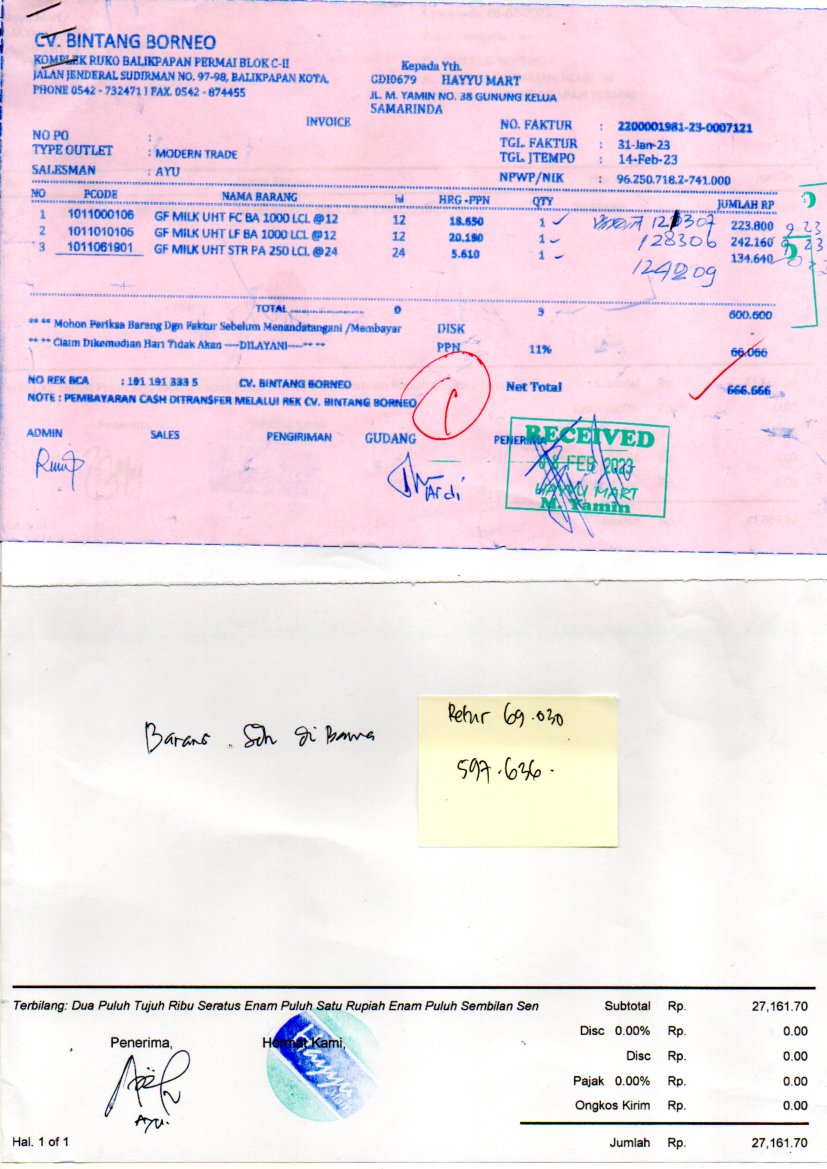 CV. BINTANG BORNEO
KOMPLEK RUKO BALIKPAPAN PERMAI BLOK C-II
JALAN JENDERAL SUDIRMAN NO. 97-98, BALIKPAPAN KOTA.
PHONE 0542 - 732471 I FAX. 0542 - 874455
Kepada Yth.
GDI0679 HAYYU MART
JL. M. YAMIN NO. 38 GUNUNG KELUA
SAMARINDA
INVOICE
NO PO :
TYPE OUTLET : MODERN TRADE
SALESMAN : AYU
NO. FAKTUR : 2200001981-23-0007121
TGL. FAKTUR : 31-Jan-23
TGL. JTEMPO : 14-Feb-23
NPWP/NIK : 96.250.718.2-741.000
NO PCODE NAMA BARANG Isi HRG -PPN QTY JUMLAH RP
1 1011000106 GF MILK UHT FC BA 1000 LCL @12 12 18.650 1 223.800
2 1011010106 GF MILK UHT LF BA 1000 LCL @12 12 20.180 1 128306 242.160
3 1011061901 GF MILK UHT STR PA 250 LCL @24 24 5.610 1 134.640
TOTAL 0 3 600.600
** ** Mohon Periksa Barang Dgn Faktur Sebelum Menandatangani /Membayar DISK -
** ** Claim Dikemudian Hari Tidak Akan ----DILAYANI----** ** PPN 11% 66.066
NO REK BCA : 191 191 333 5 CV. BINTANG BORNEO Net Total 666.666
NOTE : PEMBAYARAN CASH DITRANSFER MELALUI REK CV. BINTANG BORNEO
ADMIN SALES PENGIRIMAN GUDANG PENERIMA
RECEIVED
FEB 2023
HAYYU MART
M. Yamin
Ardi
Barang Sdh di Bawa
Retur 69.030
597.636.
Terbilang: Dua Puluh Tujuh Ribu Seratus Enam Puluh Satu Rupiah Enam Puluh Sembilan Sen
Subtotal Rp. 27,161.70
Disc 0.00% Rp. 0.00
Disc Rp. 0.00
Pajak 0.00% Rp. 0.00
Ongkos Kirim Rp. 0.00
Jumlah Rp. 27,161.70
Penerima,
Hormat Kami,
Hayyu
AYU.
Hal. 1 of 1